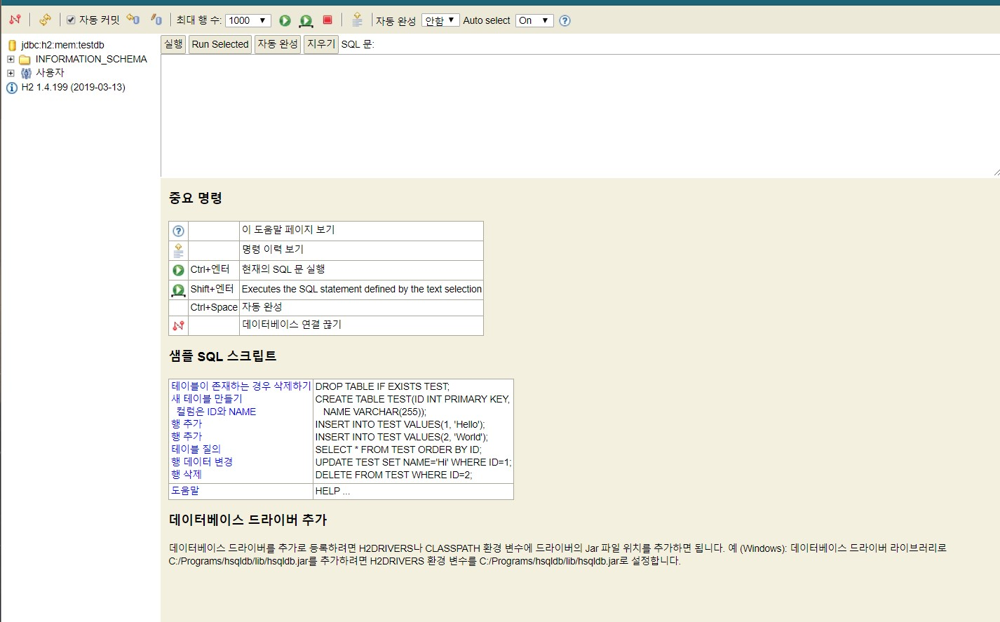 자동 커밋 최대 행 수: 1000 자동 완성 안함 Auto select On
jdbc:h2:mem:testdb
INFORMATION_SCHEMA
사용자
H2 1.4.199 (2019-03-13)
실행 Run Selected 자동 완성 지우기 SQL 문:
중요 명령
이 도움말 페이지 보기
명령 이력 보기
Ctrl+엔터 현재의 SQL 문 실행
Shift+엔터 Executes the SQL statement defined by the text selection
Ctrl+Space 자동 완성
데이터베이스 연결 끊기
샘플 SQL 스크립트
테이블이 존재하는 경우 삭제하기 DROP TABLE IF EXISTS TEST;
새 테이블 만들기 CREATE TABLE TEST(ID INT PRIMARY KEY,
컬럼은 ID와 NAME NAME VARCHAR(255));
행 추가 INSERT INTO TEST VALUES(1, 'Hello');
행 추가 INSERT INTO TEST VALUES(2, 'World');
테이블 질의 SELECT * FROM TEST ORDER BY ID;
행 데이터 변경 UPDATE TEST SET NAME='Hi' WHERE ID=1;
행 삭제 DELETE FROM TEST WHERE ID=2;
도움말 HELP ...
데이터베이스 드라이버 추가
데이터베이스 드라이버를 추가로 등록하려면 H2DRIVERS나 CLASSPATH 환경 변수에 드라이버의 Jar 파일 위치를 추가하면 됩니다. 예 (Windows): 데이터베이스 드라이버 라이브러리로
C:/Programs/hsqldb/lib/hsqldb.jar를 추가하려면 H2DRIVERS 환경 변수를 C:/Programs/hsqldb/lib/hsqldb.jar로 설정합니다.